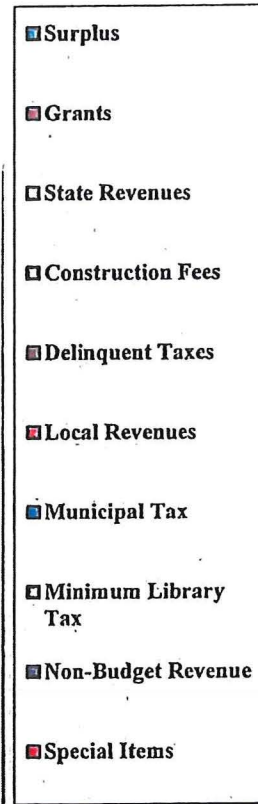 Surplus
Grants
State Revenues
Construction Fees
Delinquent Taxes
Local Revenues
Municipal Tax
Minimum Library
Tax
Non-Budget Revenue
Special Items